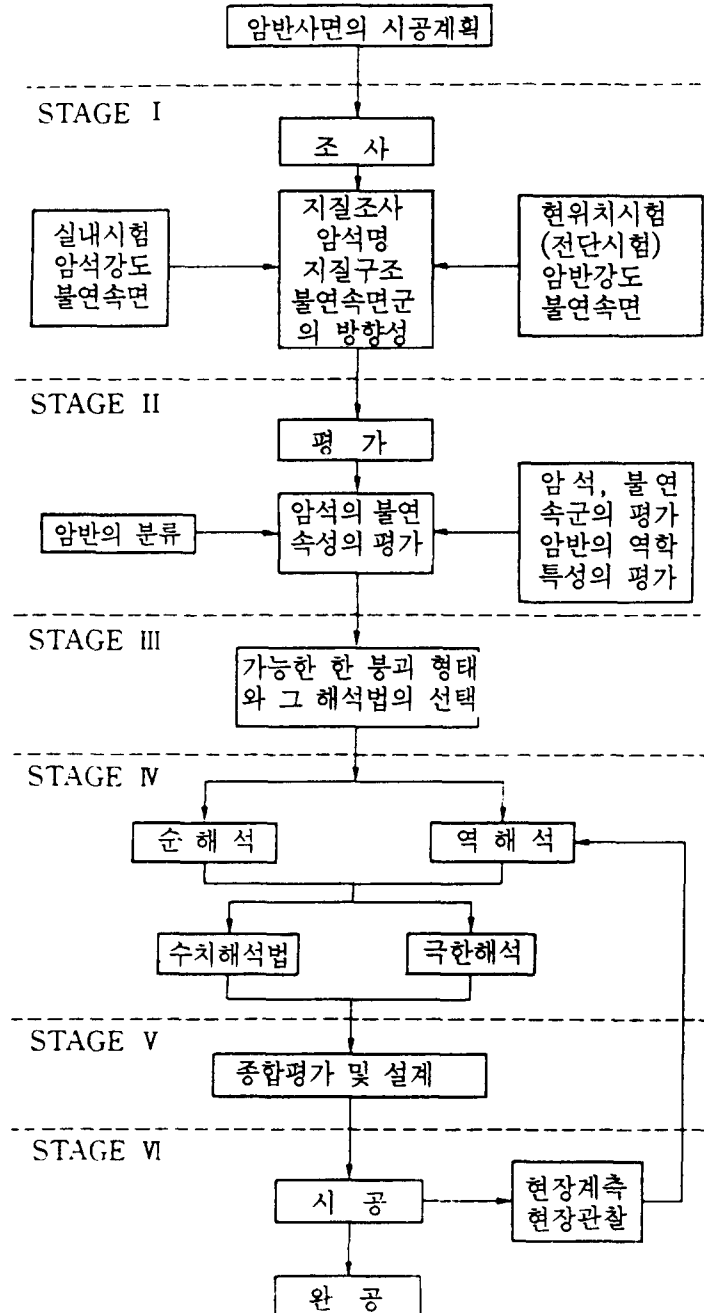 암반사면의 시공계획
STAGE I
조 사
실내시험
암석강도
불연속면
지질조사
암석명
지질구조
불연속면군
의 방향성
현위치시험
(전단시험)
암반강도
불연속면
STAGE II
평 가
암반의 분류
암석의 불연
속성의 평가
암석, 불연
속군의 평가
암반의 역학
특성의 평가
STAGE III
가능한 한 붕괴 형태
와 그 해석법의 선택
STAGE IV
순 해 석
역 해 석
수치해석법
극한해석
STAGE V
종합평가 및 설계
STAGE VI
시 공
현장계측
현장관찰
완 공